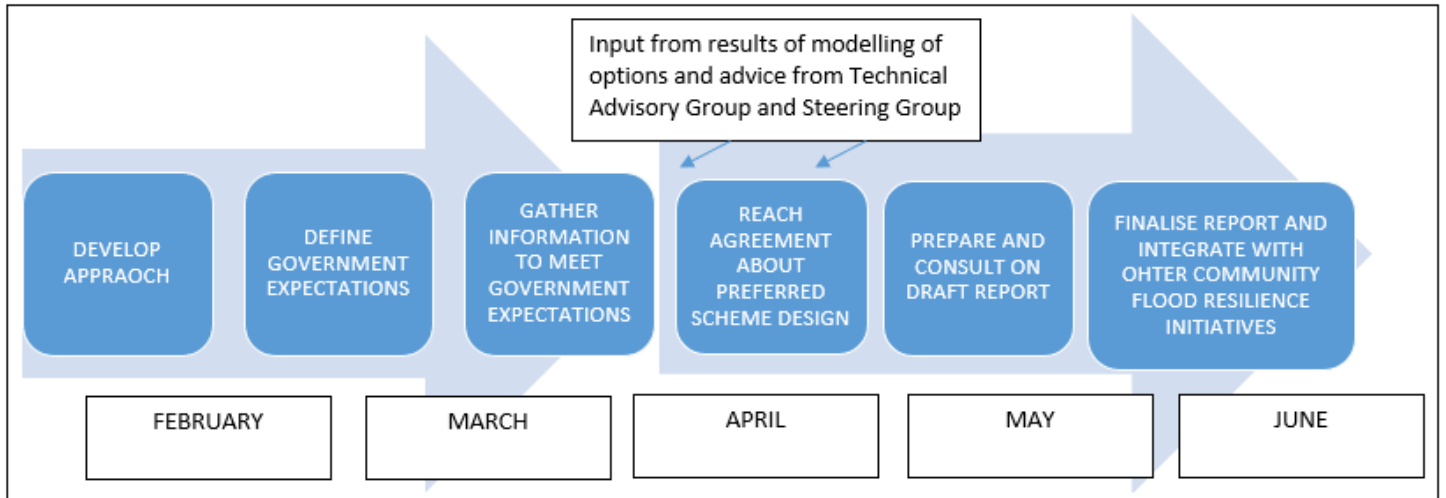 Input from results of modelling of
options and advice from Technical
Advisory Group and Steering Group
DEVELOP
APPRAOCH
DEFINE
GOVERNMENT
EXPECTATIONS
GATHER
INFORMATION
TO MEET
GOVERNMENT
EXPECTATIONS
REACH
AGREEMENT
ABOUT
PREFERRED
SCHEME DESIGN
PREPARE AND
CONSULT ON
DRAFT REPORT
FINALISE REPORT AND
INTEGRATE WITH
OHTER COMMUNITY
FLOOD RESILIENCE
INITIATIVES
FEBRUARY
MARCH
APRIL
MAY
JUNE